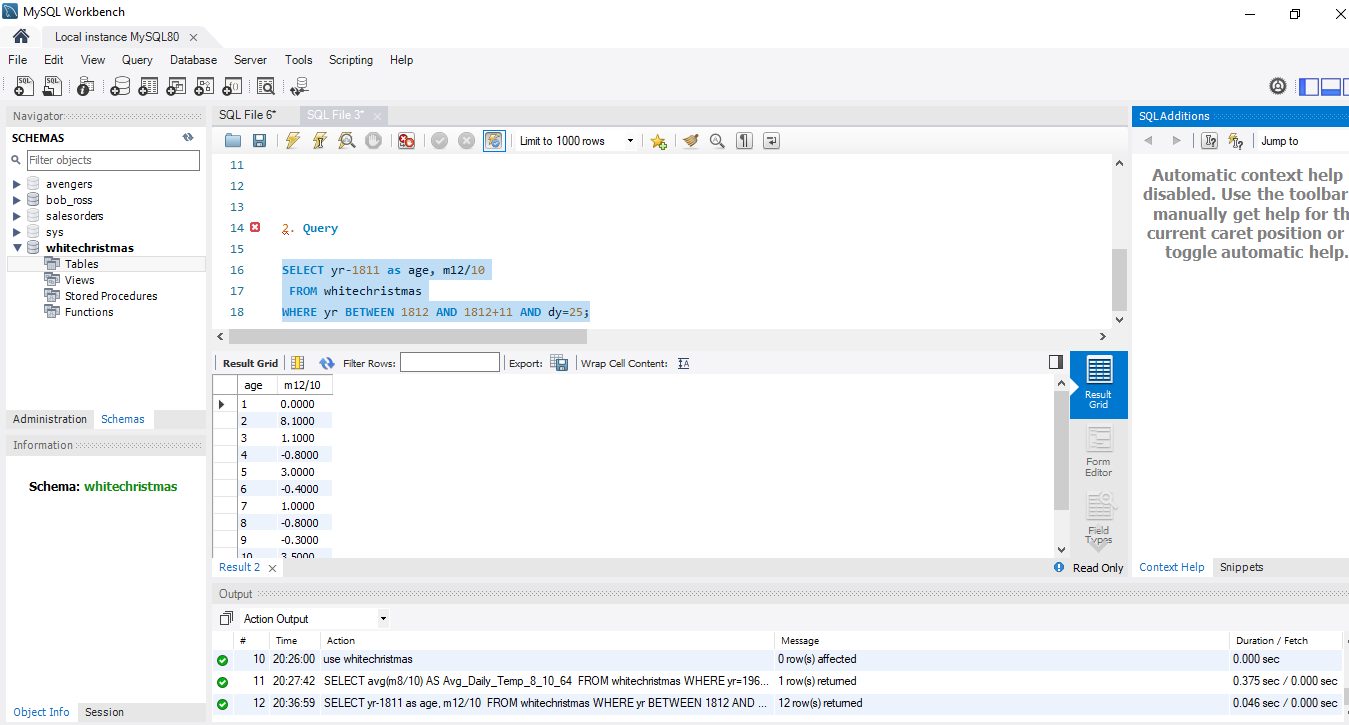 MySQL Workbench
Local instance MySQL80
File Edit View Query Database Server Tools Scripting Help
Navigator
SCHEMAS
Filter objects
avengers
bob_ross
salesorders
sys
whitechristmas
Tables
Views
Stored Procedures
Functions
Administration Schemas
Information
Schema: whitechristmas
Object Info Session
SQL File 6* SQL File 3*
Limit to 1000 rows
11
12
13
14 2. Query
15
16 SELECT yr-1811 as age, m12/10
17 FROM whitechristmas
18 WHERE yr BETWEEN 1812 AND 1812+11 AND dy=25;
Result Grid Filter Rows: Export: Wrap Cell Content:
age m12/10
1 0.0000
2 8.1000
3 1.1000
4 -0.8000
5 3.0000
6 -0.4000
7 1.0000
8 -0.8000
9 -0.3000
10 3.5000
Result
Grid
Form
Editor
Field
Types
Result 2 Read Only
SQLAdditions
Jump to
Automatic context help
disabled. Use the toolbar
manually get help for th
current caret position or
toggle automatic help.
Context Help Snippets
Output
Action Output
# Time Action Message Duration / Fetch
10 20:26:00 use whitechristmas 0 row(s) affected 0.000 sec
11 20:27:42 SELECT avg(m8/10) AS Avg_Daily_Temp_8_10_64 FROM whitechristmas WHERE yr=196... 1 row(s) returned 0.375 sec / 0.000 sec
12 20:36:59 SELECT yr-1811 as age, m12/10 FROM whitechristmas WHERE yr BETWEEN 1812 AND ... 12 row(s) returned 0.046 sec / 0.000 sec